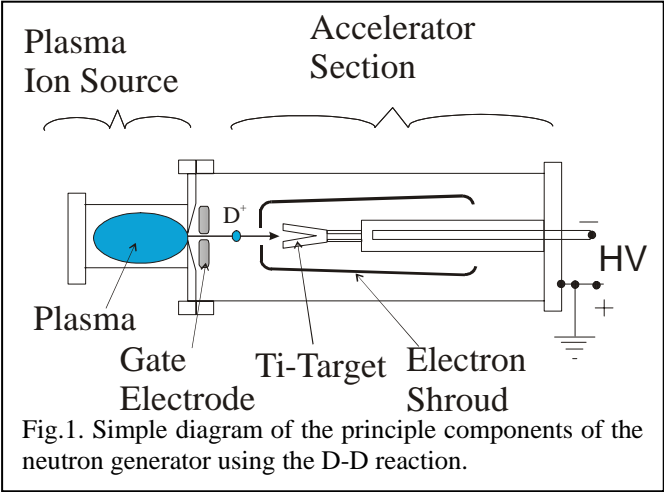 Plasma
Ion Source
Accelerator
Section
D+
HV
+
Plasma
Gate
Electrode
Ti-Target
Electron
Shroud
Fig.1. Simple diagram of the principle components of the
neutron generator using the D-D reaction.